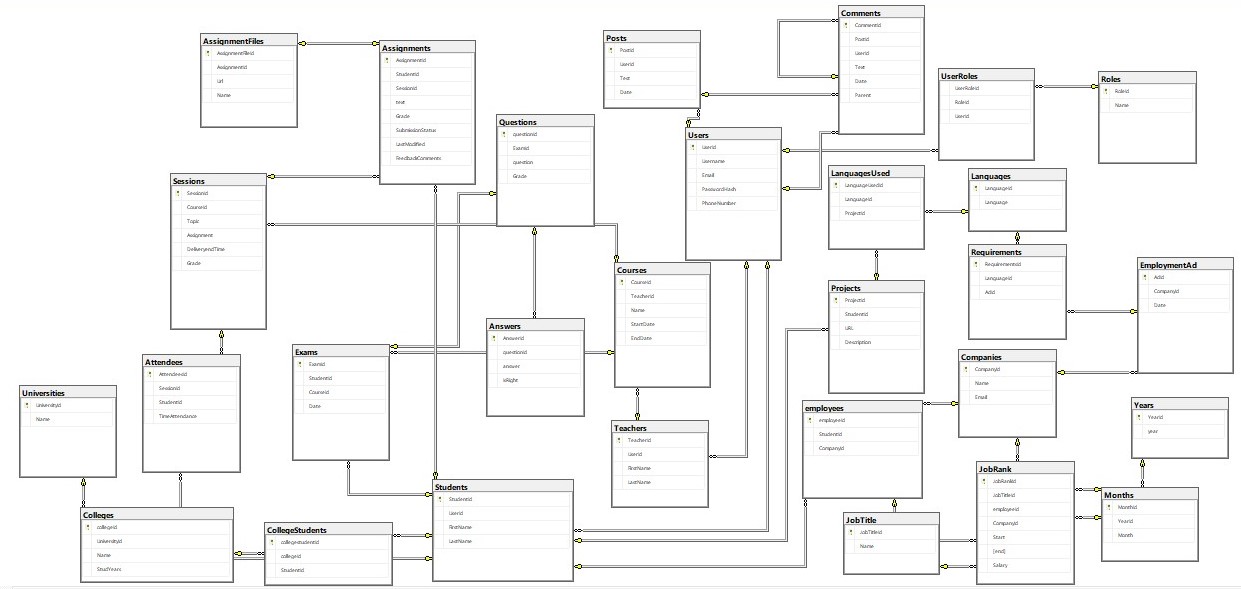 AssignmentFiles
AssignmentFileId
AssignmentId
Url
Name
Assignments
AssignmentId
StudentId
SessionId
text
Grade
SubmissionStatus
LastModified
FeedbackComments
Posts
PostId
UserId
Text
Date
Comments
CommentId
PostId
UserId
Text
Date
Parent
UserRoles
UserRoleId
RoleId
UserId
Roles
RoleId
Name
Questions
questionId
ExamId
question
Grade
Users
UserId
Username
Email
PasswordHash
PhoneNumber
LanguagesUsed
LanguageUsedId
LanguageId
ProjectId
Languages
LanguageId
Language
Sessions
SessionId
CourseId
Topic
Assignment
DeliveryendTime
Grade
Requirements
RequirementId
LanguageId
AdId
EmploymentAd
AdId
CompanyId
Date
Courses
CourseId
TeacherId
Name
StartDate
EndDate
Projects
ProjectId
StudentId
URL
Description
Answers
AnswerId
questionId
answer
isRight
Exams
ExamId
StudentId
CourseId
Date
Attendees
AttendeesId
SessionId
StudentId
TimeAttendance
Companies
CompanyId
Name
Email
Universities
UniversityId
Name
employees
employeeId
StudentId
CompanyId
Years
YearId
year
Teachers
TeacherId
UserId
FirstName
LastName
JobRank
JobRankId
JobTitleId
employeeId
CompanyId
Start
[end]
Salary
Students
StudentId
UserId
FirstName
LastName
Months
MonthId
YearId
Month
Colleges
collegeId
UniversityId
Name
StudYears
CollegeStudents
collegestudentId
collegeId
StudentId
JobTitle
JobTitleId
Name